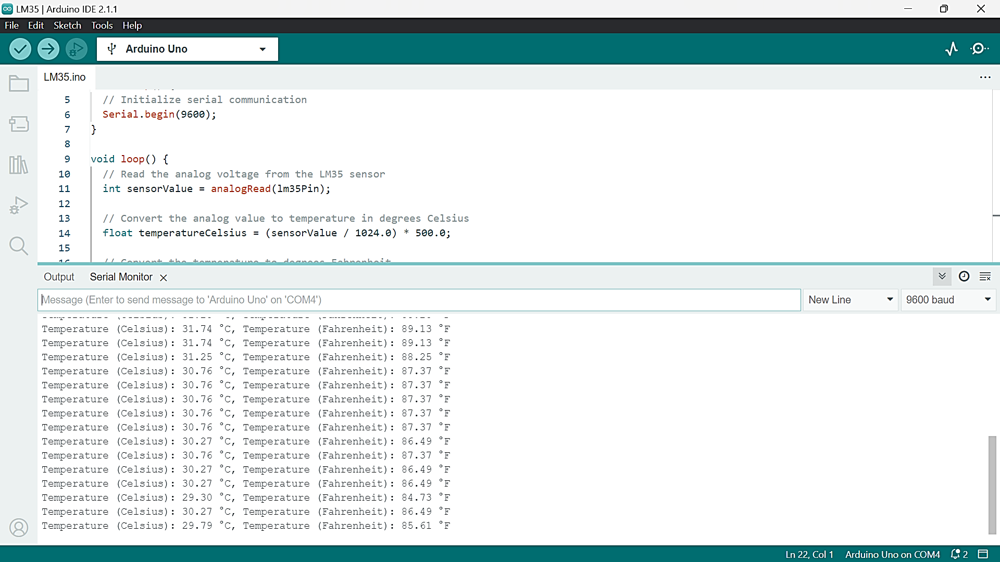 LM35 | Arduino IDE 2.1.1
File Edit Sketch Tools Help
Arduino Uno
LM35.ino
5 // Initialize serial communication
6 Serial.begin(9600);
7 }
8
9 void loop() {
10 // Read the analog voltage from the LM35 sensor
11 int sensorValue = analogRead(lm35Pin);
12
13 // Convert the analog value to temperature in degrees Celsius
14 float temperatureCelsius = (sensorValue / 1024.0) * 500.0;
15
16 // Convert the temperature to degrees Fahrenheit
Output Serial Monitor
Message (Enter to send message to 'Arduino Uno' on 'COM4') New Line 9600 baud
Temperature (Celsius): 31.74 °C, Temperature (Fahrenheit): 89.13 °F
Temperature (Celsius): 31.74 °C, Temperature (Fahrenheit): 89.13 °F
Temperature (Celsius): 31.25 °C, Temperature (Fahrenheit): 88.25 °F
Temperature (Celsius): 30.76 °C, Temperature (Fahrenheit): 87.37 °F
Temperature (Celsius): 30.76 °C, Temperature (Fahrenheit): 87.37 °F
Temperature (Celsius): 30.76 °C, Temperature (Fahrenheit): 87.37 °F
Temperature (Celsius): 30.76 °C, Temperature (Fahrenheit): 87.37 °F
Temperature (Celsius): 30.76 °C, Temperature (Fahrenheit): 87.37 °F
Temperature (Celsius): 30.27 °C, Temperature (Fahrenheit): 86.49 °F
Temperature (Celsius): 30.76 °C, Temperature (Fahrenheit): 87.37 °F
Temperature (Celsius): 30.27 °C, Temperature (Fahrenheit): 86.49 °F
Temperature (Celsius): 30.27 °C, Temperature (Fahrenheit): 86.49 °F
Temperature (Celsius): 29.30 °C, Temperature (Fahrenheit): 84.73 °F
Temperature (Celsius): 30.27 °C, Temperature (Fahrenheit): 86.49 °F
Temperature (Celsius): 29.79 °C, Temperature (Fahrenheit): 85.61 °F
Ln 22, Col 1 Arduino Uno on COM4 2